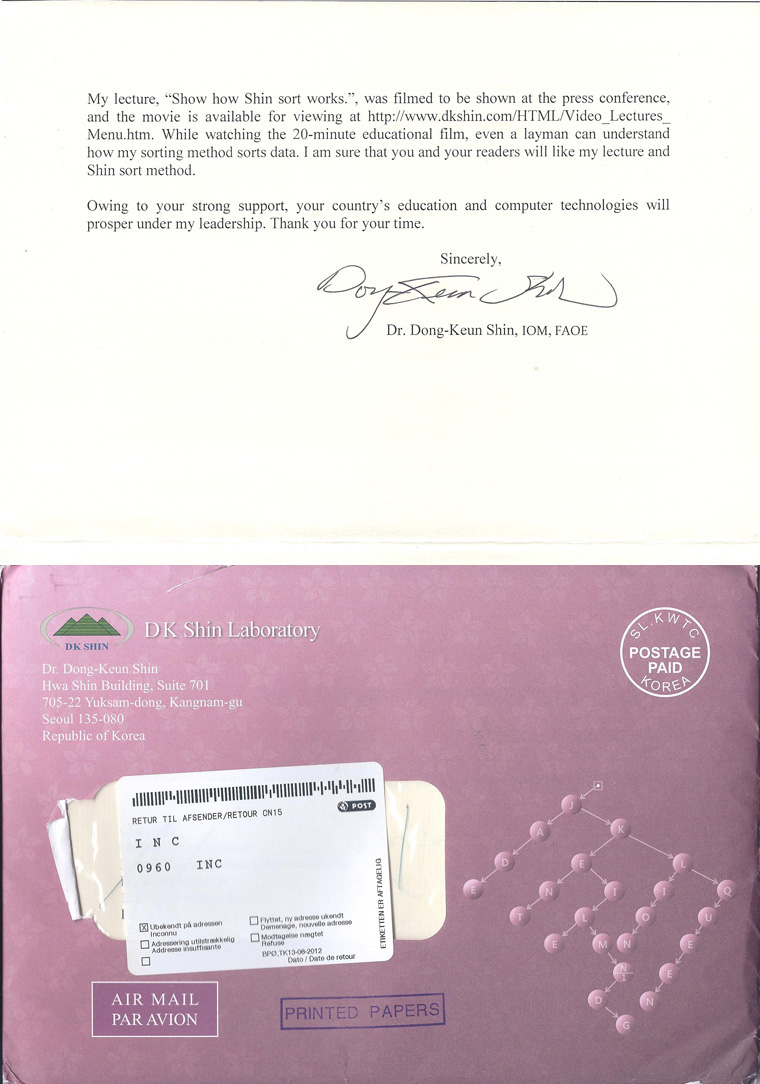 My lecture, “Show how Shin sort works.”, was filmed to be shown at the press conference,
and the movie is available for viewing at http://www.dkshin.com/HTML/Video_Lectures_
Menu.htm. While watching the 20-minute educational film, even a layman can understand
how my sorting method sorts data. I am sure that you and your readers will like my lecture and
Shin sort method.
Owing to your strong support, your country’s education and computer technologies will
prosper under my leadership. Thank you for your time.
Sincerely,
Dong-Keun Shin
Dr. Dong-Keun Shin, IOM, FAOE
DK SHIN
DK Shin Laboratory
Dr. Dong-Keun Shin
Hwa Shin Building, Suite 701
705-22 Yuksam-dong, Kangnam-gu
Seoul 135-080
Republic of Korea
SL.KWTC
POSTAGE
PAID
KOREA
POST
RETUR TIL AFSENDER/RETOUR CN15
I N C
0960 INC
ETIKETTEN ER AFTAGELIG
X Ubekendt på adressen
Inconnu
Adressering utilstrækkelig
Addresse insuffisante
Flyttet, ny adresse ukendt
Demenage, nouvelle adresse
Modtagelse nægtet
Refuse
BPØ,TK13-08-2012
Dato / Date de retour
J
A K
D E L
E N I I Q
T L O U
E M N E
N E
D N
G
AIR MAIL
PAR AVION
PRINTED PAPERS